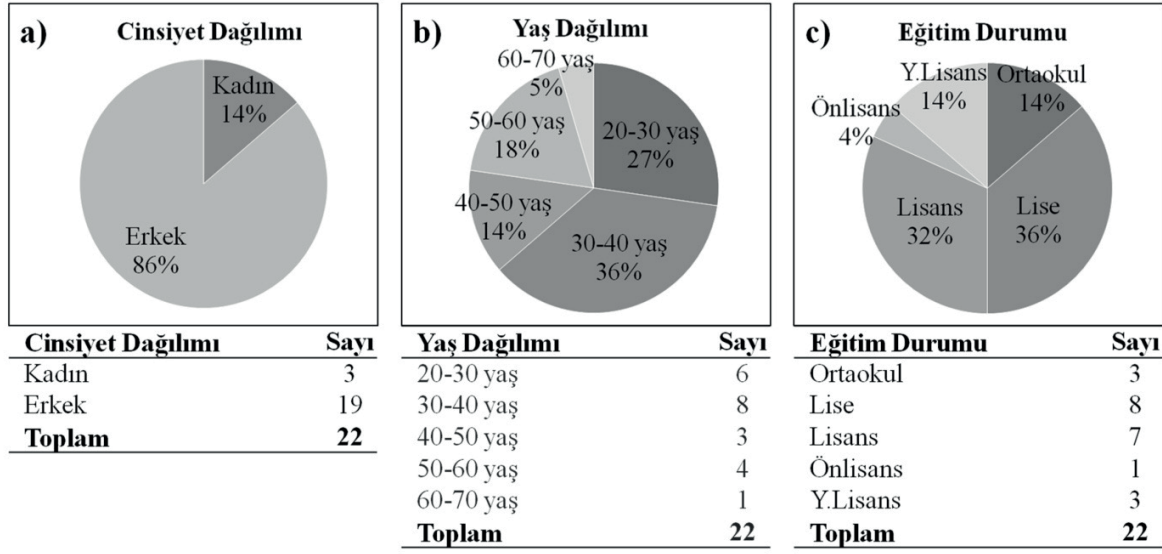 a)
Cinsiyet Dağılımı
Kadın
14%
Erkek
86%
Cinsiyet Dağılımı Sayı
Kadın 3
Erkek 19
Toplam 22
b)
Yaş Dağılımı
60-70 yaş
5%
50-60 yaş
18%
20-30 yaş
27%
40-50 yaş
14%
30-40 yaş
36%
Yaş Dağılımı Sayı
20-30 yaş 6
30-40 yaş 8
40-50 yaş 3
50-60 yaş 4
60-70 yaş 1
Toplam 22
c)
Eğitim Durumu
Y.Lisans
14%
Ortaokul
14%
Önlisans
4%
Lisans
32%
Lise
36%
Eğitim Durumu Sayı
Ortaokul 3
Lise 8
Lisans 7
Önlisans 1
Y.Lisans 3
Toplam 22